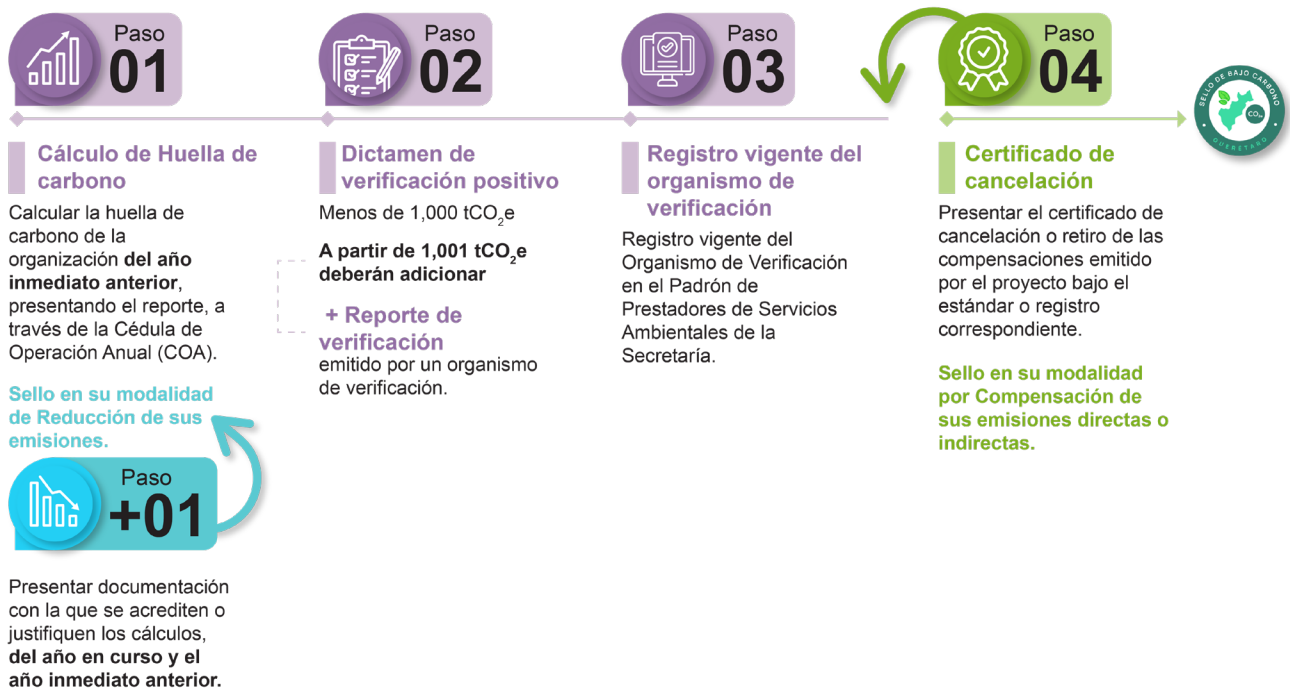 Paso
01
Cálculo de Huella de
carbono
Calcular la huella de
carbono de la
organización del año
inmediato anterior,
presentando el reporte, a
través de la Cédula de
Operación Anual (COA).
Sello en su modalidad
de Reducción de sus
emisiones.
Paso
+01
Presentar documentación
con la que se acrediten o
justifiquen los cálculos,
del año en curso y el
año inmediato anterior.
Paso
02
Dictamen de
verificación positivo
Menos de 1,000 tCO₂e
A partir de 1,001 tCO₂e
deberán adicionar
+ Reporte de
verificación
emitido por un organismo
de verificación.
Paso
03
Registro vigente del
organismo de
verificación
Registro vigente del
Organismo de Verificación
en el Padrón de
Prestadores de Servicios
Ambientales de la
Secretaría.
Paso
04
Certificado de
cancelación
Presentar el certificado de
cancelación o retiro de las
compensaciones emitido
por el proyecto bajo el
estándar o registro
correspondiente.
Sello en su modalidad
por Compensación de
sus emisiones directas o
indirectas.
SELLO DE BAJO CARBONO
QUERÉTARO